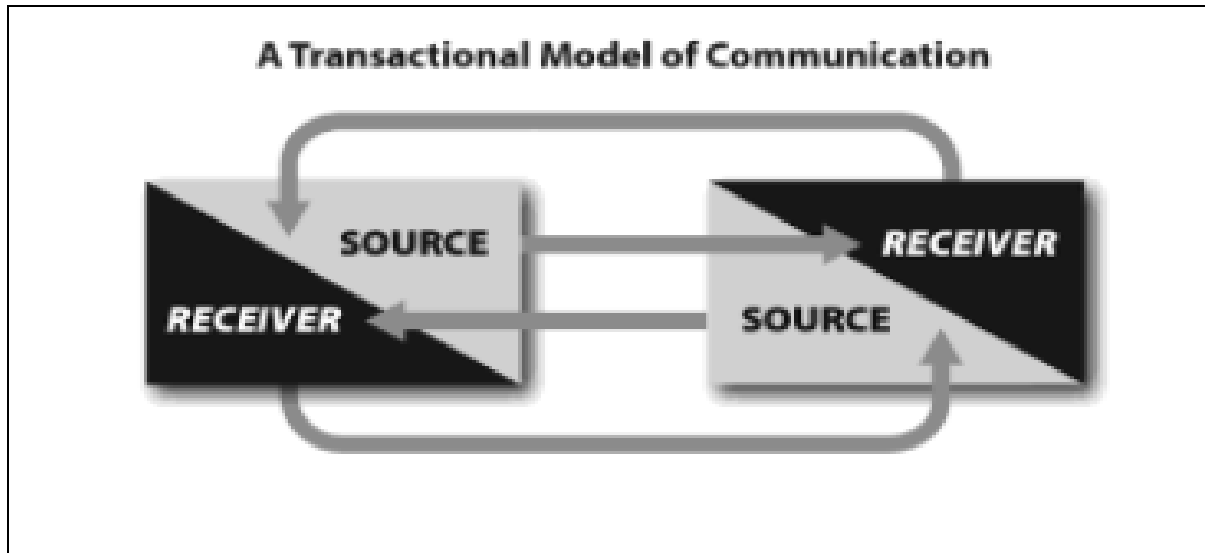 A Transactional Model of Communication
SOURCE
RECEIVER
RECEIVER
SOURCE